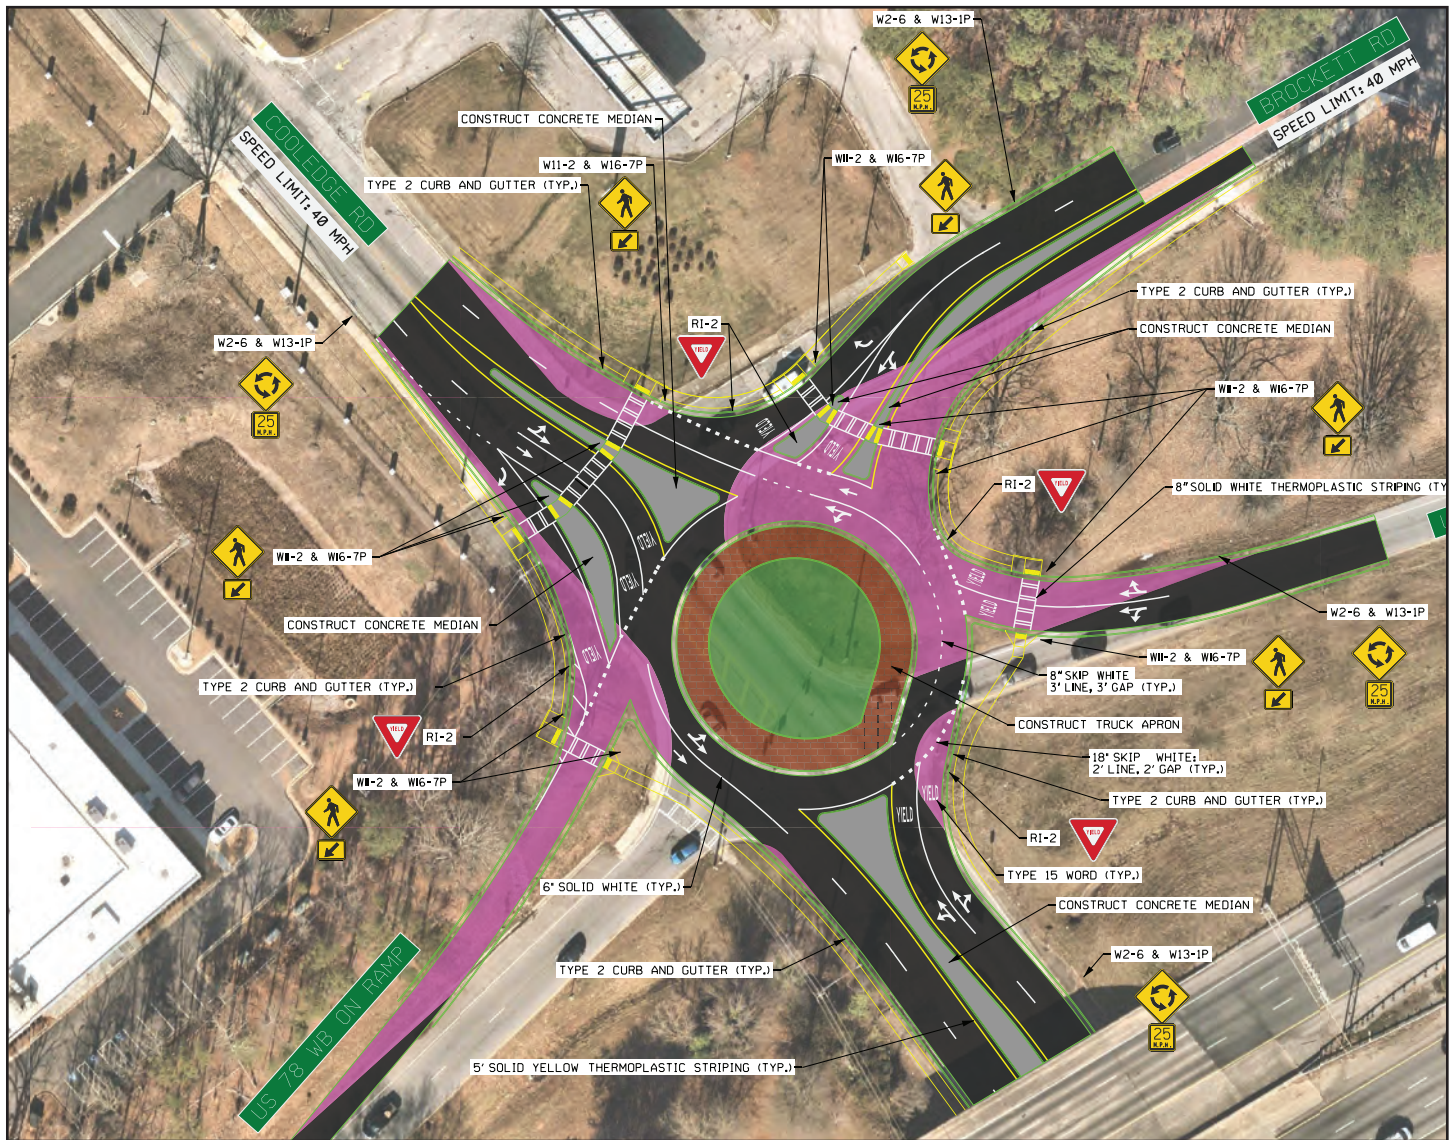 W2-6 & W13-1P
25
M.P.H.
BROCKETT RD
SPEED LIMIT: 40 MPH
COOLEDGE RD
SPEED LIMIT: 40 MPH
CONSTRUCT CONCRETE MEDIAN
W11-2 & W16-7P
TYPE 2 CURB AND GUTTER (TYP.)
W11-2 & W16-7P
TYPE 2 CURB AND GUTTER (TYP.)
CONSTRUCT CONCRETE MEDIAN
R1-2
YIELD
W2-6 & W13-1P
25
M.P.H.
W11-2 & W16-7P
YIELD
YIELD
R1-2
YIELD
8" SOLID WHITE THERMOPLASTIC STRIPING (TY
W11-2 & W16-7P
YIELD
YIELD
YIELD
YIELD
CONSTRUCT CONCRETE MEDIAN
W2-6 & W13-1P
25
M.P.H.
YIELD
W11-2 & W16-7P
TYPE 2 CURB AND GUTTER (TYP.)
8" SKIP WHITE
3' LINE, 3' GAP (TYP.)
R1-2
YIELD
CONSTRUCT TRUCK APRON
W11-2 & W16-7P
18" SKIP WHITE;
2' LINE, 2' GAP (TYP.)
YIELD
YIELD
TYPE 2 CURB AND GUTTER (TYP.)
R1-2
YIELD
TYPE 15 WORD (TYP.)
6" SOLID WHITE (TYP.)
CONSTRUCT CONCRETE MEDIAN
W2-6 & W13-1P
25
M.P.H.
TYPE 2 CURB AND GUTTER (TYP.)
US 78 WB ON RAMP
5' SOLID YELLOW THERMOPLASTIC STRIPING (TYP.)